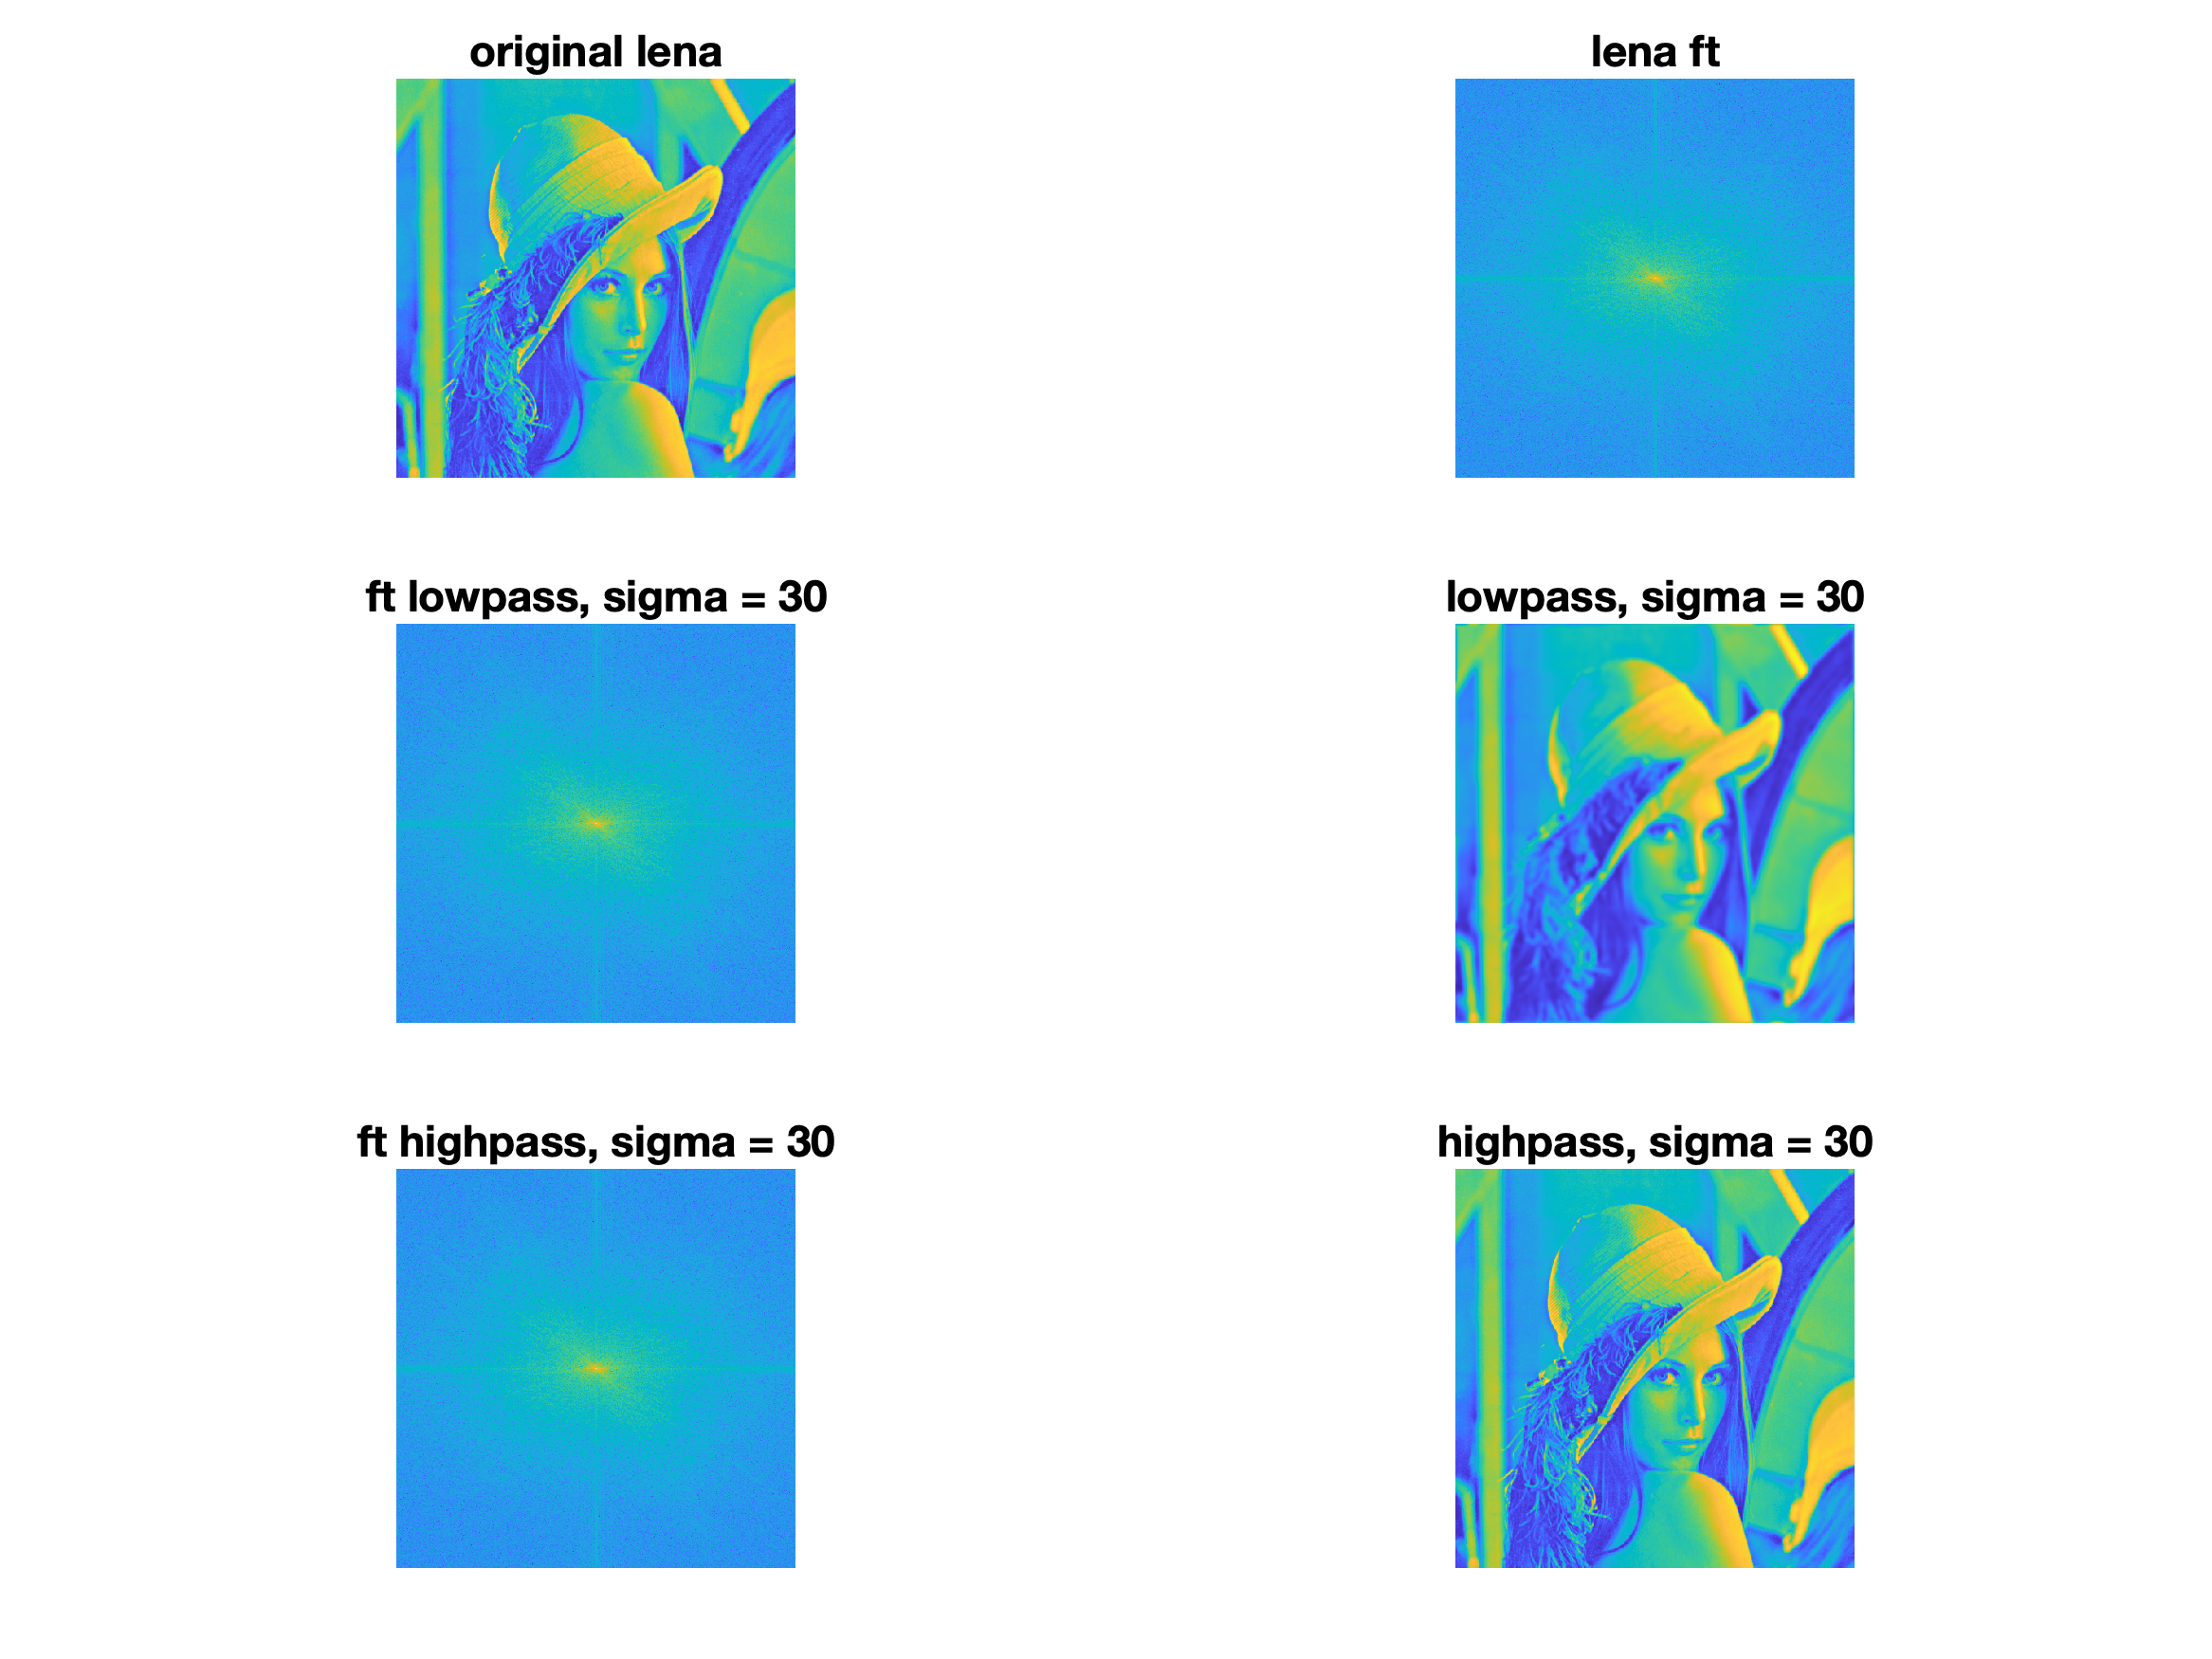 original lena
lena ft
ft lowpass, sigma = 30
lowpass, sigma = 30
ft highpass, sigma = 30
highpass, sigma = 30